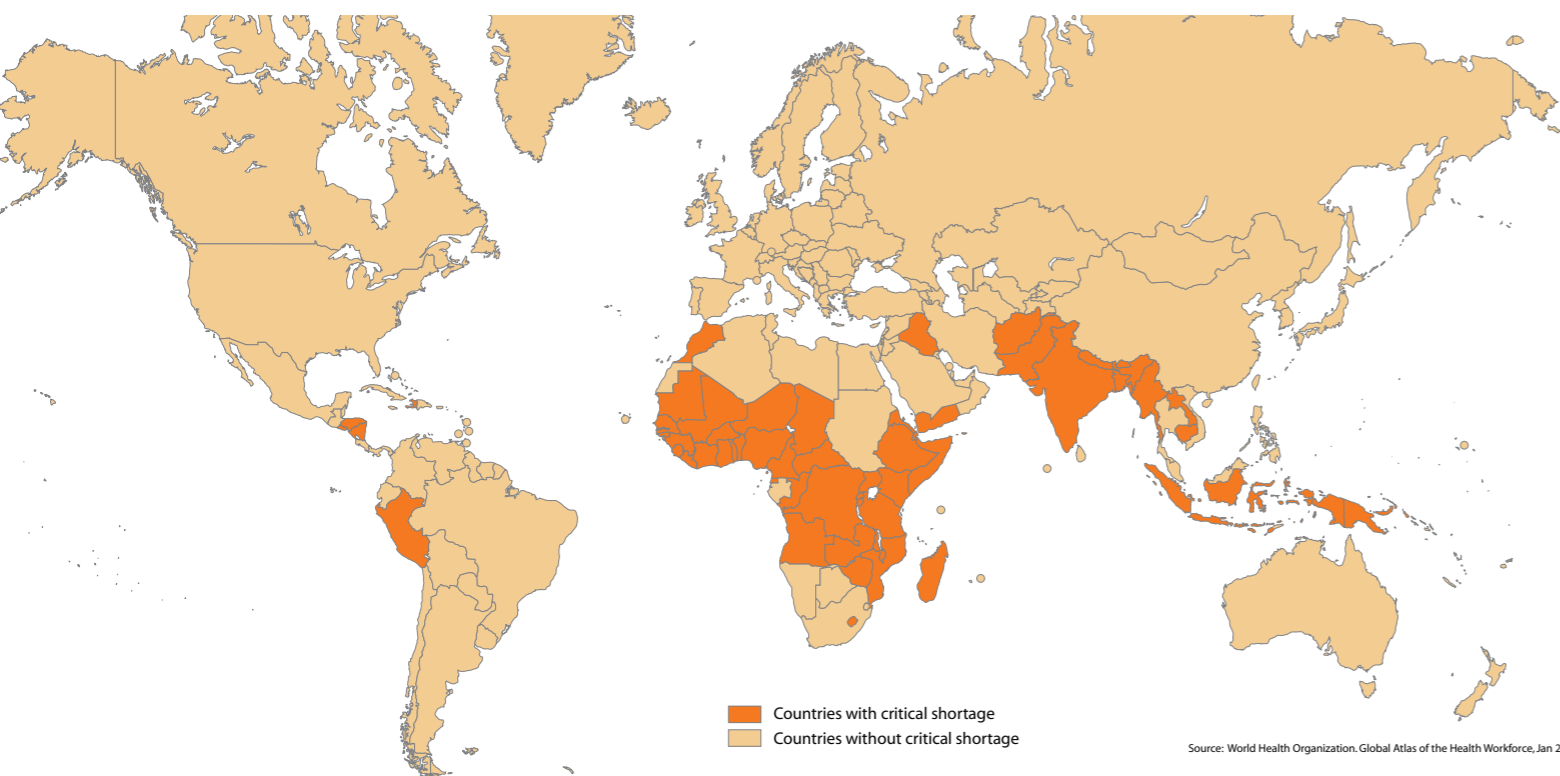 Countries with critical shortage
Countries without critical shortage
Source: World Health Organization. Global Atlas of the Health Workforce, Jan 2